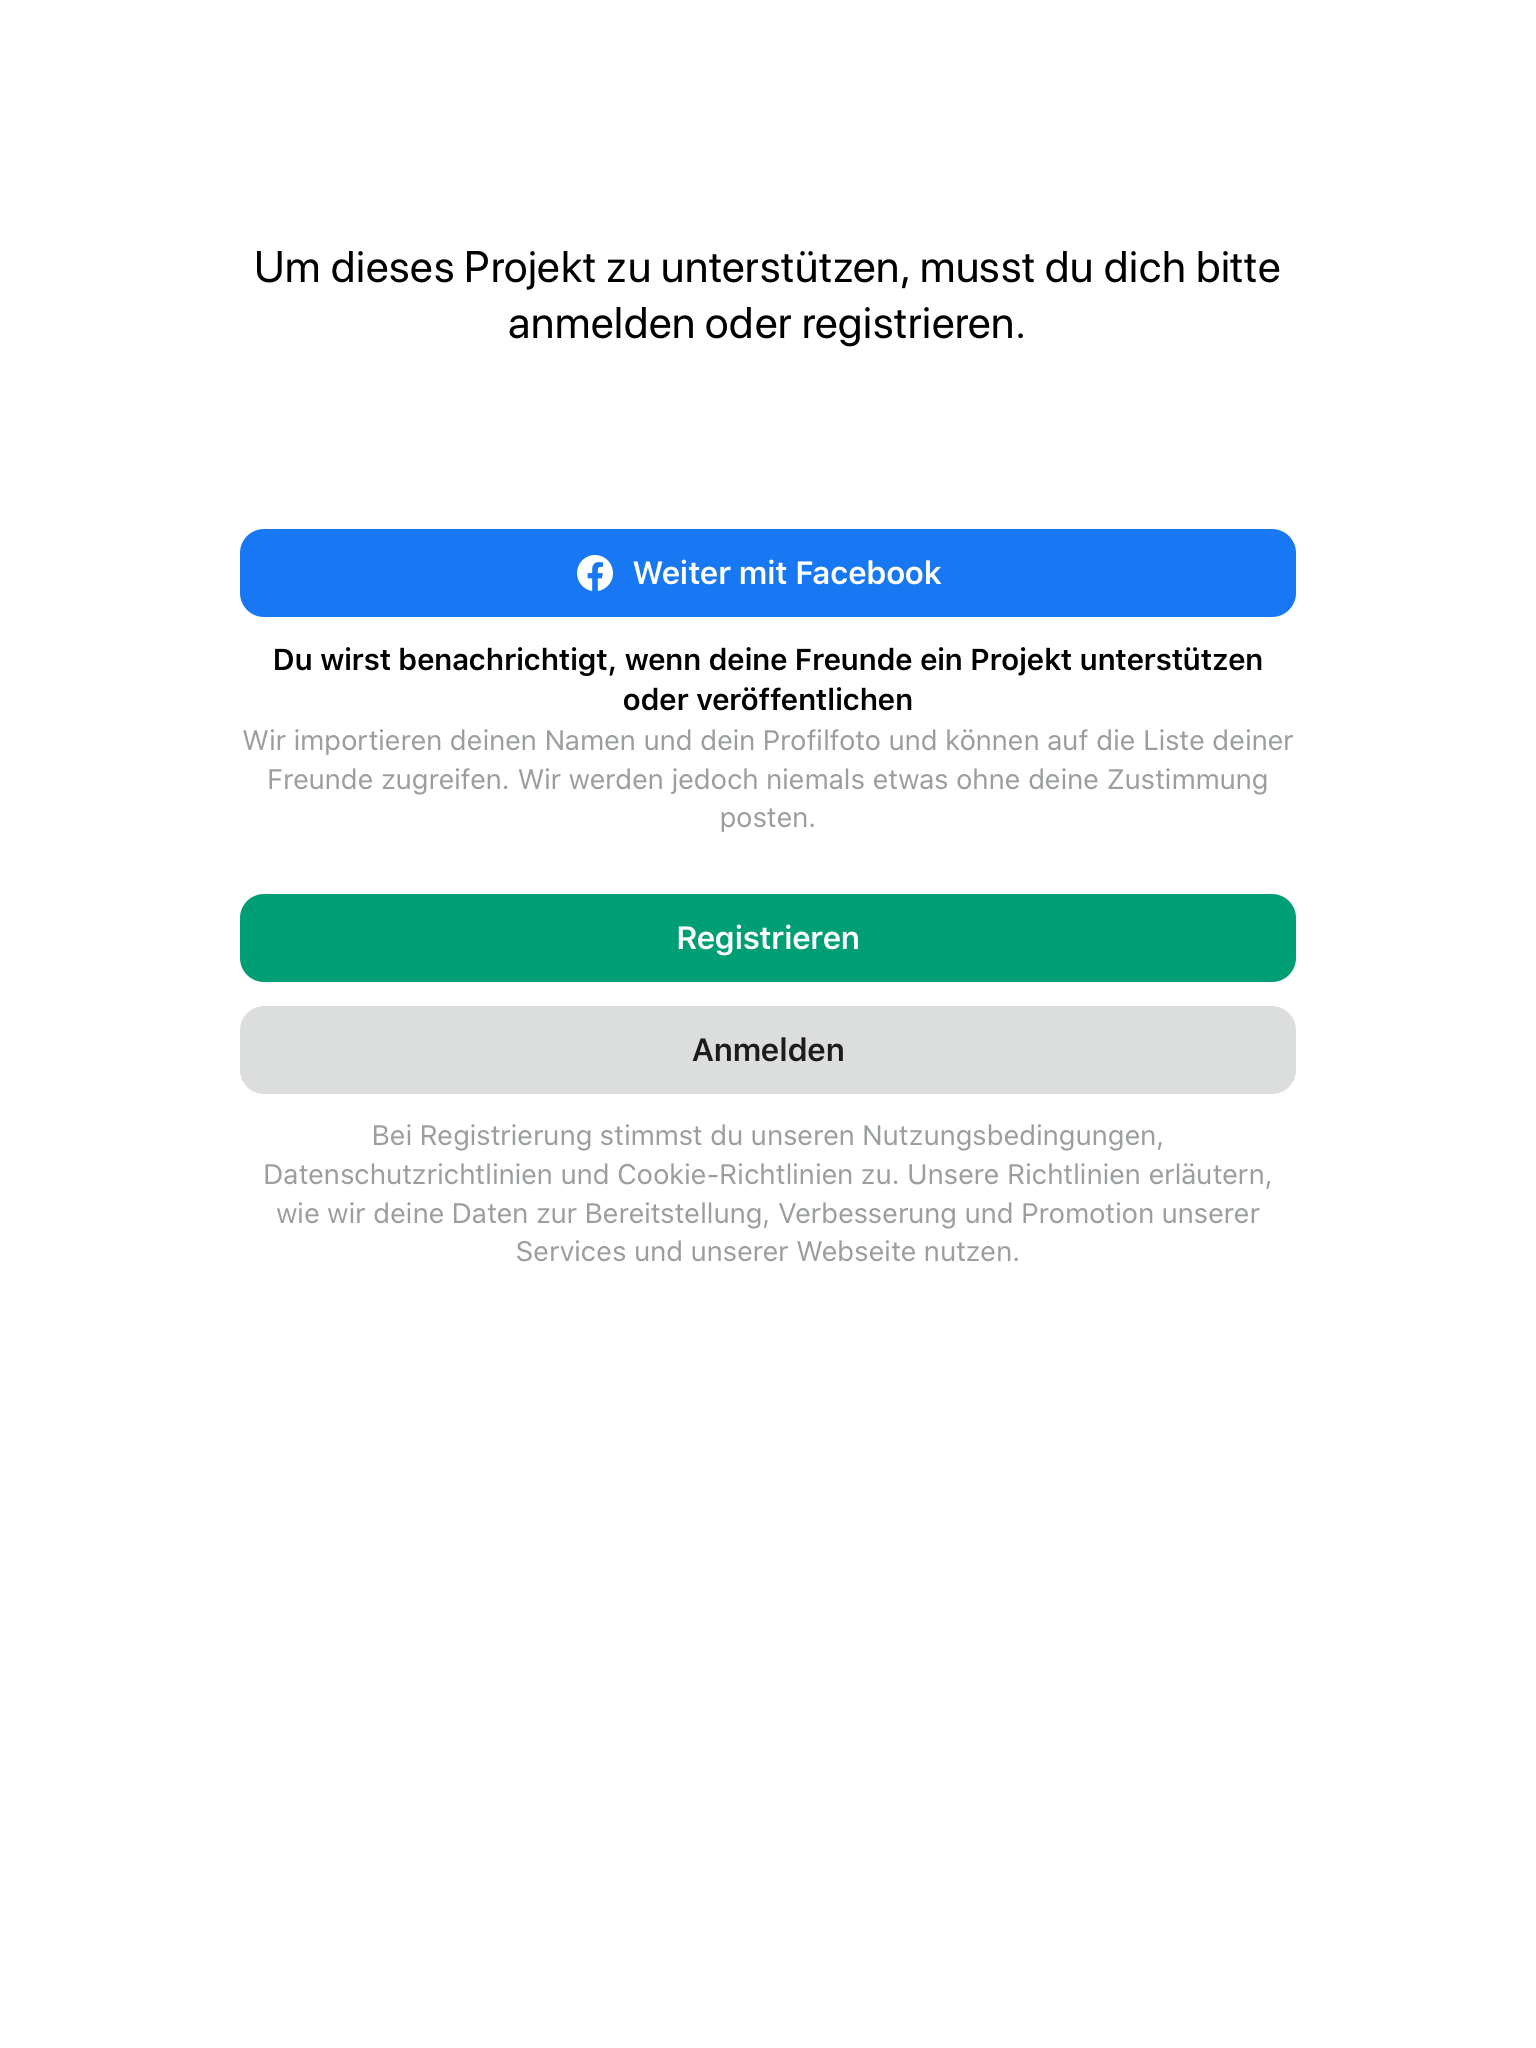 Um dieses Projekt zu unterstützen, musst du dich bitte
anmelden oder registrieren.
Weiter mit Facebook
Du wirst benachrichtigt, wenn deine Freunde ein Projekt unterstützen
oder veröffentlichen
Wir importieren deinen Namen und dein Profilfoto und können auf die Liste deiner
Freunde zugreifen. Wir werden jedoch niemals etwas ohne deine Zustimmung
posten.
Registrieren
Anmelden
Bei Registrierung stimmst du unseren Nutzungsbedingungen,
Datenschutzrichtlinien und Cookie-Richtlinien zu. Unsere Richtlinien erläutern,
wie wir deine Daten zur Bereitstellung, Verbesserung und Promotion unserer
Services und unserer Webseite nutzen.